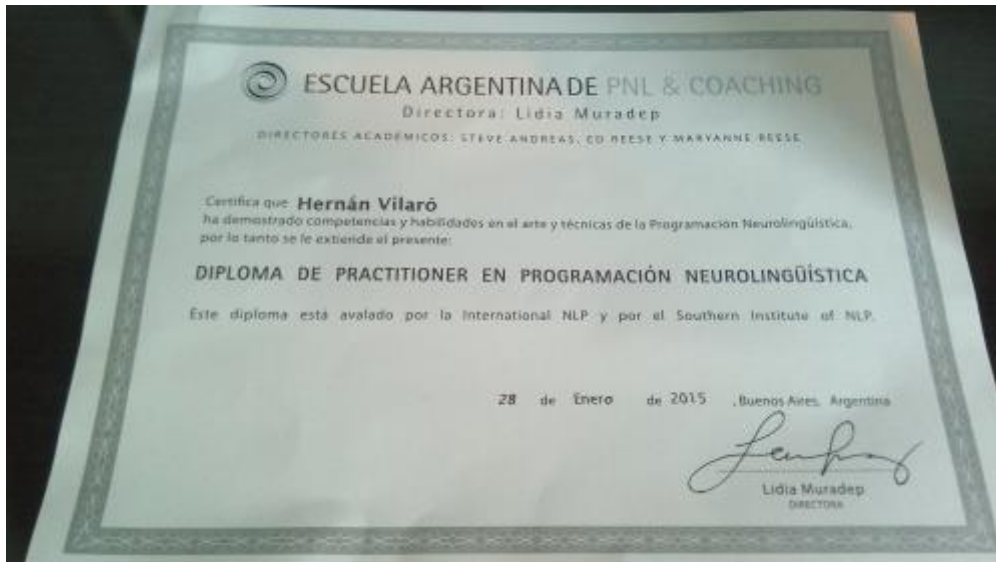 ESCUELA ARGENTINA DE PNL & COACHING
Directora: Lidia Muradep
DIRECTORES ACADÉMICOS: STEVE ANDREAS, ED REESE Y MARYANNE REESE
Certifica que Hernán Vilaró
ha demostrado competencias y habilidades en el arte y técnicas de la Programación Neurolingüística,
por lo tanto se le extiende el presente:
DIPLOMA DE PRACTITIONER EN PROGRAMACIÓN NEUROLINGÜÍSTICA
Este diploma está avalado por la International NLP y por el Southern Institute of NLP.
28 de Enero de 2015 , Buenos Aires, Argentina
Lidia Muradep
DIRECTORA